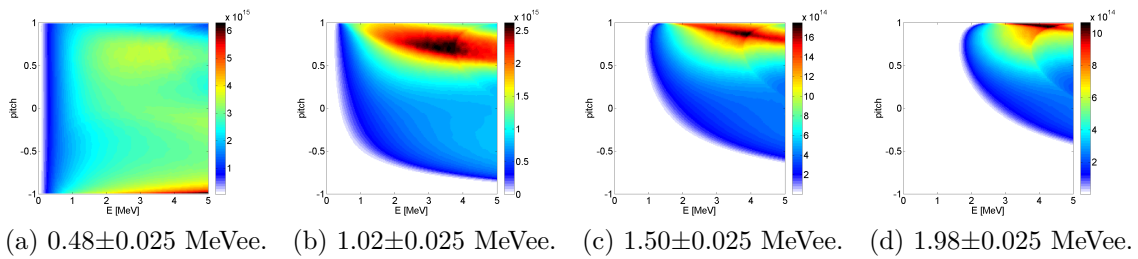 x 10^15 x 10^15 x 10^14 x 10^14
1 1 1 1
6 2.5 16 10
5 14
0.5 0.5 0.5 0.5
2 12 8
4
pitch 0 pitch 0 1.5 pitch 0 10 pitch 0 6
3 8
1
2 6 4
-0.5 -0.5 -0.5 -0.5
0.5 4
1 2 2
-1 -1 0 -1 -1
0 1 2 3 4 5 0 1 2 3 4 5 0 1 2 3 4 5 0 1 2 3 4 5
E [MeV] E [MeV] E [MeV] E [MeV]
(a) 0.48±0.025 MeVee. (b) 1.02±0.025 MeVee. (c) 1.50±0.025 MeVee. (d) 1.98±0.025 MeVee.